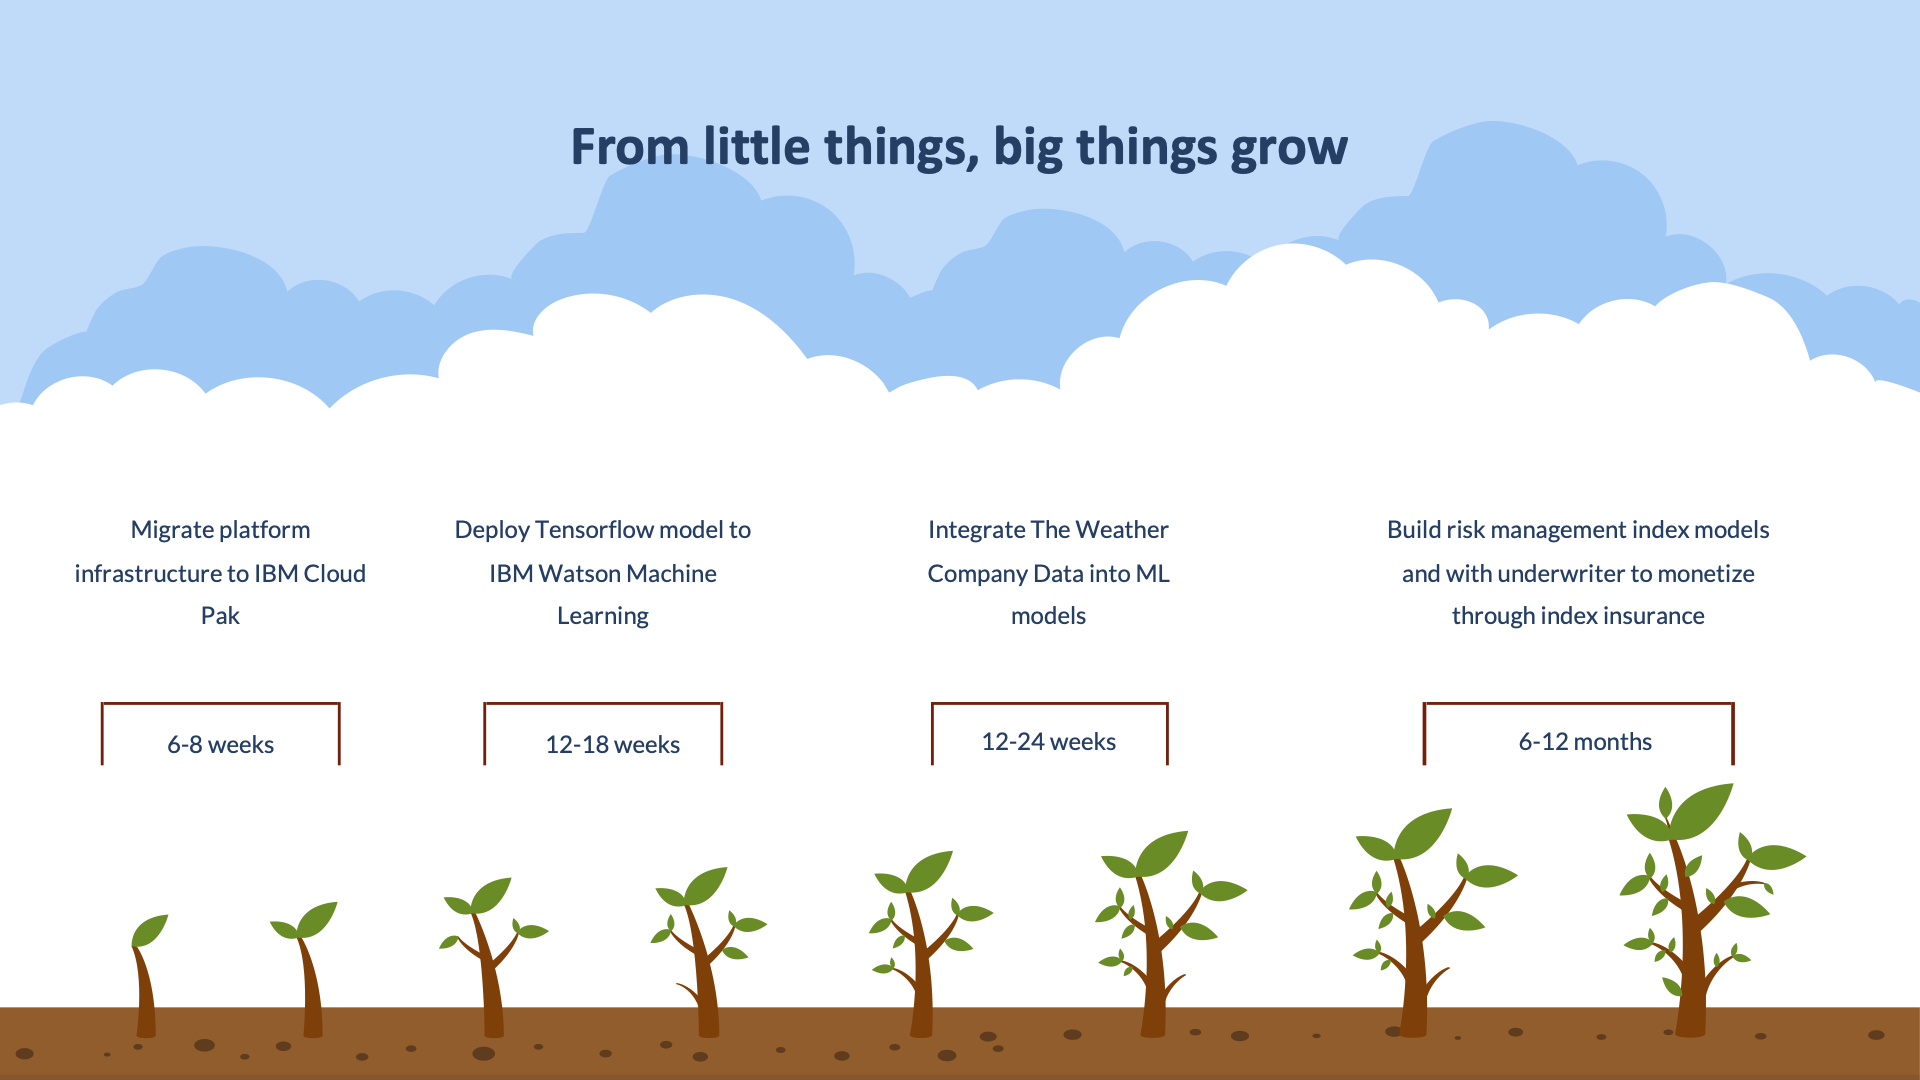 From little things, big things grow
Migrate platform
infrastructure to IBM Cloud
Pak
Deploy Tensorflow model to
IBM Watson Machine
Learning
Integrate The Weather
Company Data into ML
models
Build risk management index models
and with underwriter to monetize
through index insurance
6-8 weeks
12-18 weeks
12-24 weeks
6-12 months